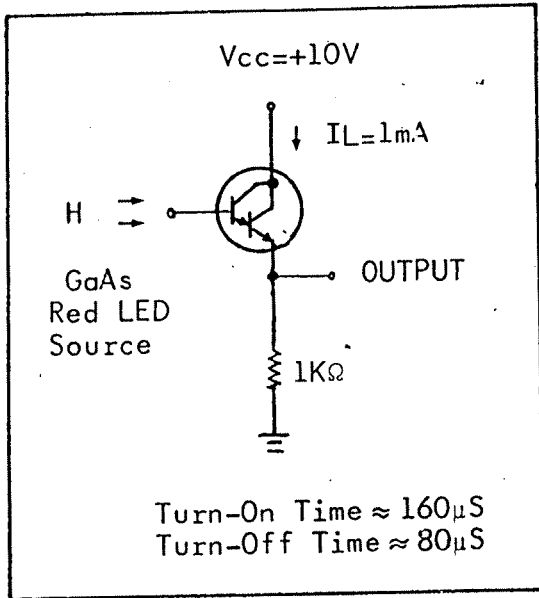 Vcc=+10V
IL=1mA
H
GaAs
Red LED
Source
OUTPUT
1KΩ
Turn-On Time ≈ 160μS
Turn-Off Time ≈ 80μS